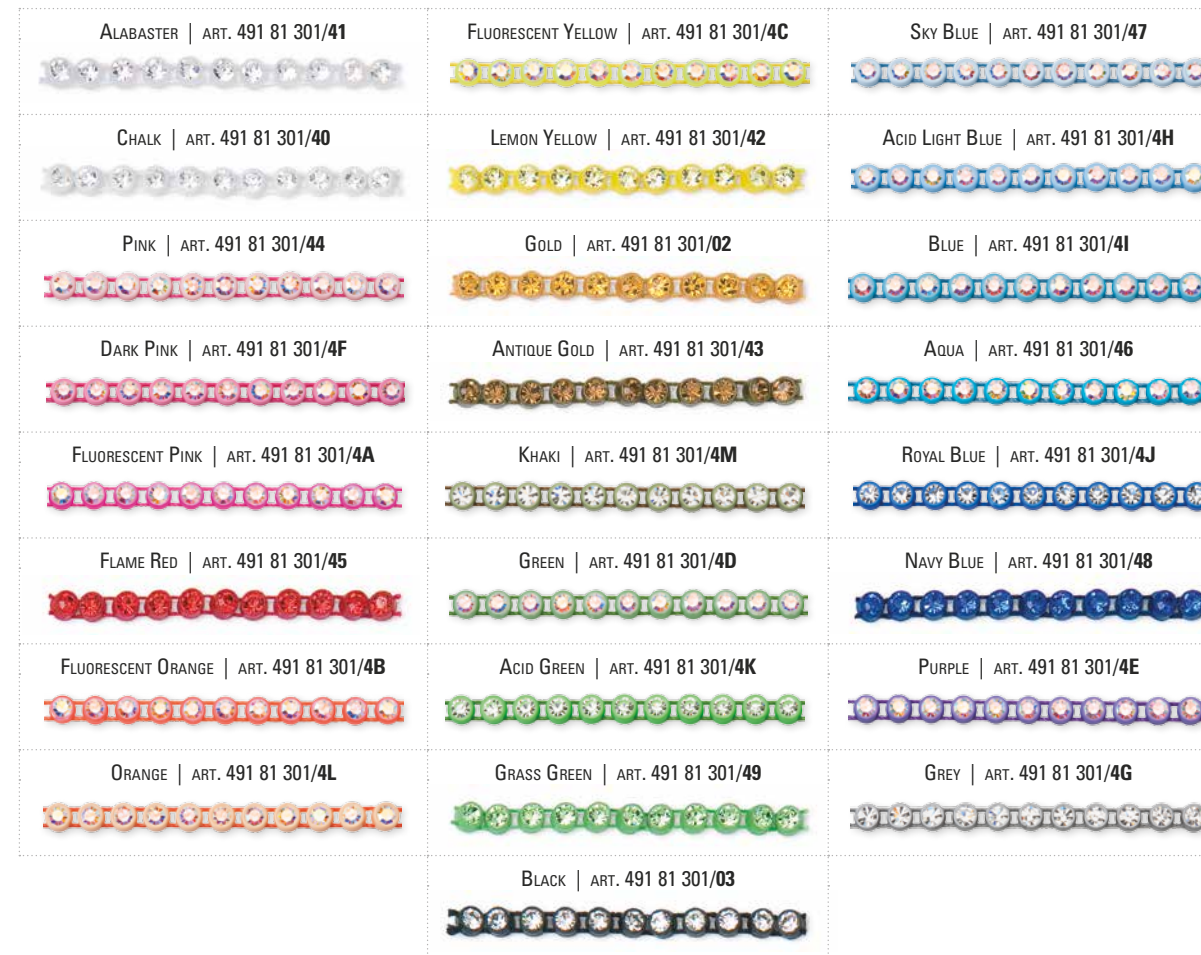 Alabaster | art. 491 81 301/41
Fluorescent Yellow | art. 491 81 301/4C
Sky Blue | art. 491 81 301/47
Chalk | art. 491 81 301/40
Lemon Yellow | art. 491 81 301/42
Acid Light Blue | art. 491 81 301/4H
Pink | art. 491 81 301/44
Gold | art. 491 81 301/02
Blue | art. 491 81 301/4I
Dark Pink | art. 491 81 301/4F
Antique Gold | art. 491 81 301/43
Aqua | art. 491 81 301/46
Fluorescent Pink | art. 491 81 301/4A
Khaki | art. 491 81 301/4M
Royal Blue | art. 491 81 301/4J
Flame Red | art. 491 81 301/45
Green | art. 491 81 301/4D
Navy Blue | art. 491 81 301/48
Fluorescent Orange | art. 491 81 301/4B
Acid Green | art. 491 81 301/4K
Purple | art. 491 81 301/4E
Orange | art. 491 81 301/4L
Grass Green | art. 491 81 301/49
Grey | art. 491 81 301/4G
Black | art. 491 81 301/03